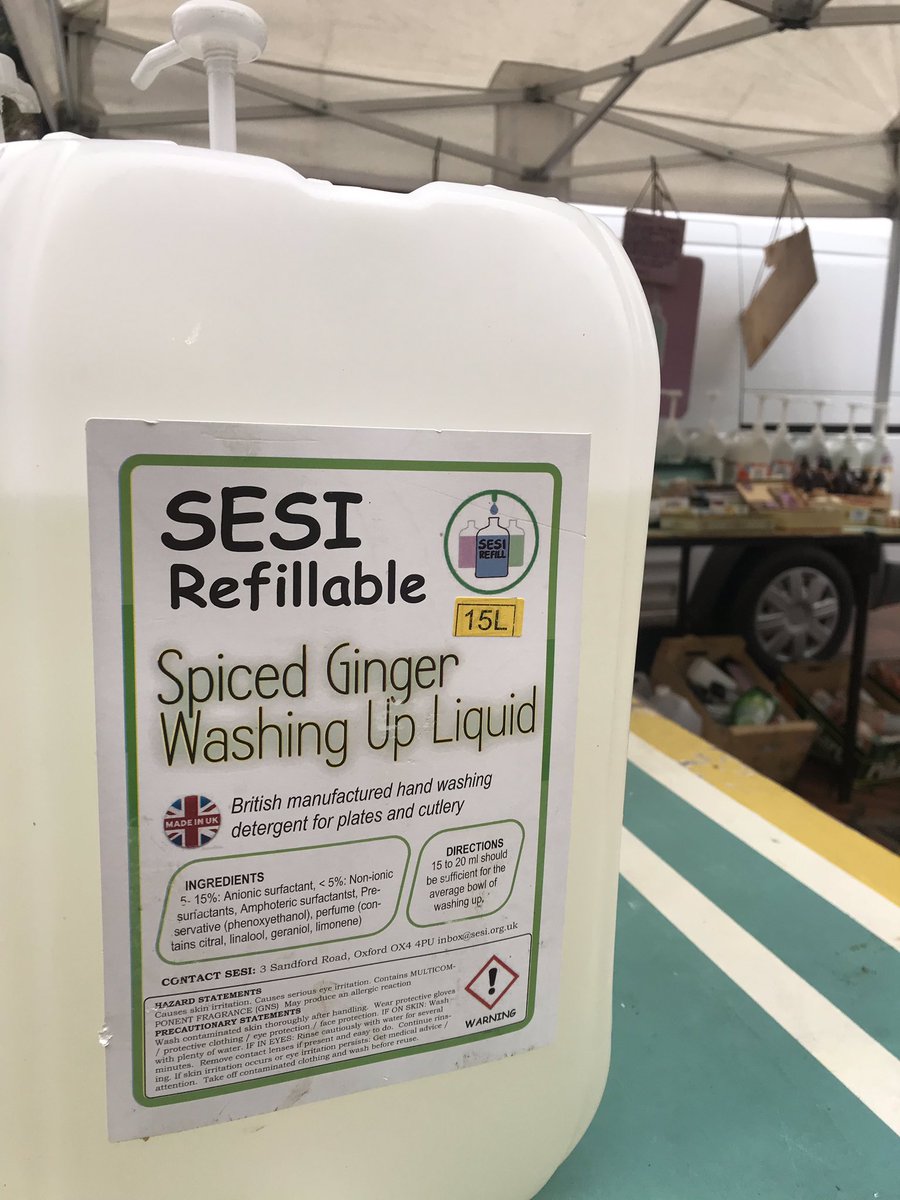 SESI
Refillable
SESI
REFILL
15L
Spiced Ginger
Washing Up Liquid
MADE IN UK
British manufactured hand washing
detergent for plates and cutlery
INGREDIENTS
5- 15%: Anionic surfactant, < 5%: Non-ionic
surfactants, Amphoteric surfactantst, Pre-
servative (phenoxyethanol), perfume (con-
tains citral, linalool, geraniol, limonene)
DIRECTIONS
15 to 20 ml should
be sufficient for the
average bowl of
washing up.
CONTACT SESI: 3 Sandford Road, Oxford OX4 4PU inbox@sesi.org.uk
HAZARD STATEMENTS
Causes skin irritation. Causes serious eye irritation. Contains MULTICOM-
PONENT FRAGRANCE (GNS) May produce an allergic reaction
PRECAUTIONARY STATEMENTS
Wash contaminated skin thoroughly after handling. Wear protective gloves
/ protective clothing / eye protection / face protection. IF ON SKIN: Wash
with plenty of water. IF IN EYES: Rinse cautiously with water for several
minutes. Remove contact lenses if present and easy to do. Continue rins-
ing. If skin irritation occurs or eye irritation persists: Get medical advice /
attention. Take off contaminated clothing and wash before reuse.
!
WARNING